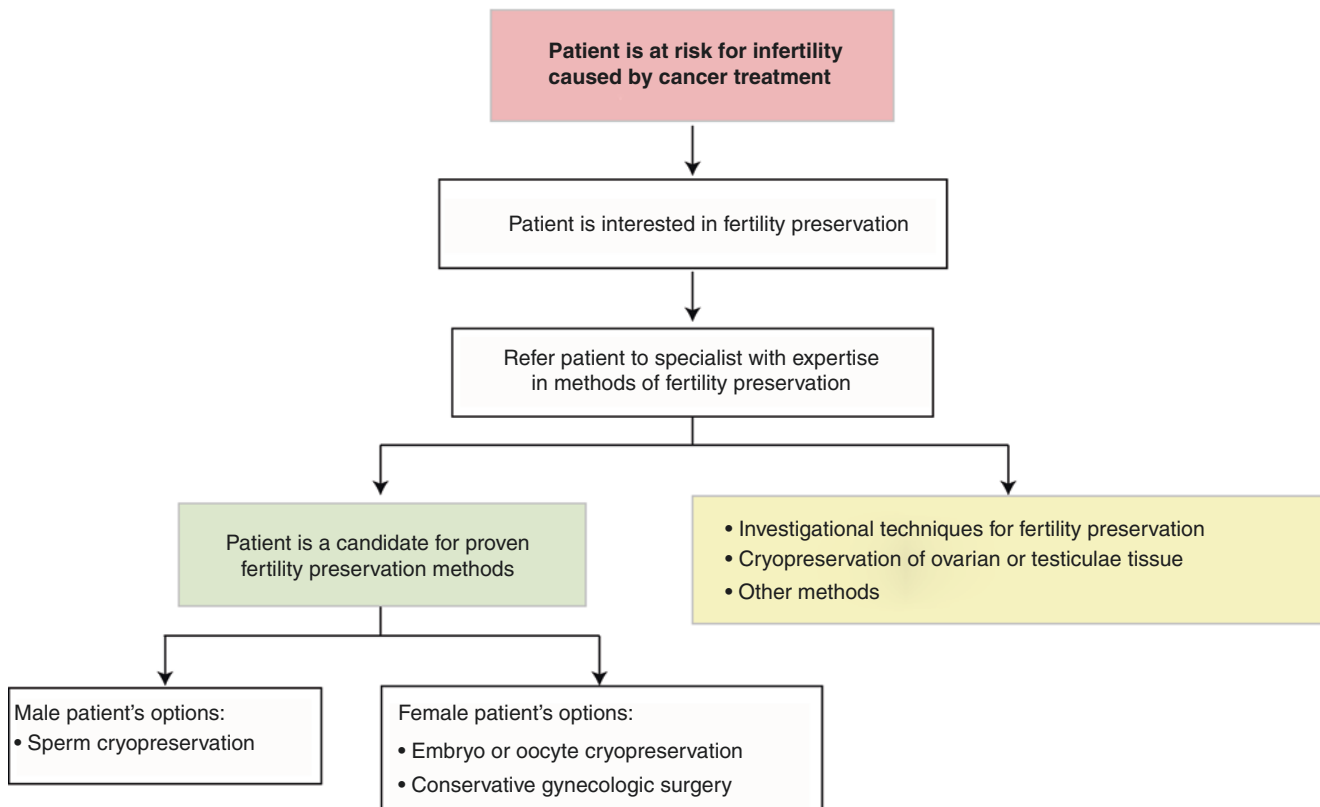 Patient is at risk for infertility
caused by cancer treatment
Patient is interested in fertility preservation
Refer patient to specialist with expertise
in methods of fertility preservation
Patient is a candidate for proven
fertility preservation methods
• Investigational techniques for fertility preservation
• Cryopreservation of ovarian or testiculae tissue
• Other methods
Male patient's options:
• Sperm cryopreservation
Female patient's options:
• Embryo or oocyte cryopreservation
• Conservative gynecologic surgery